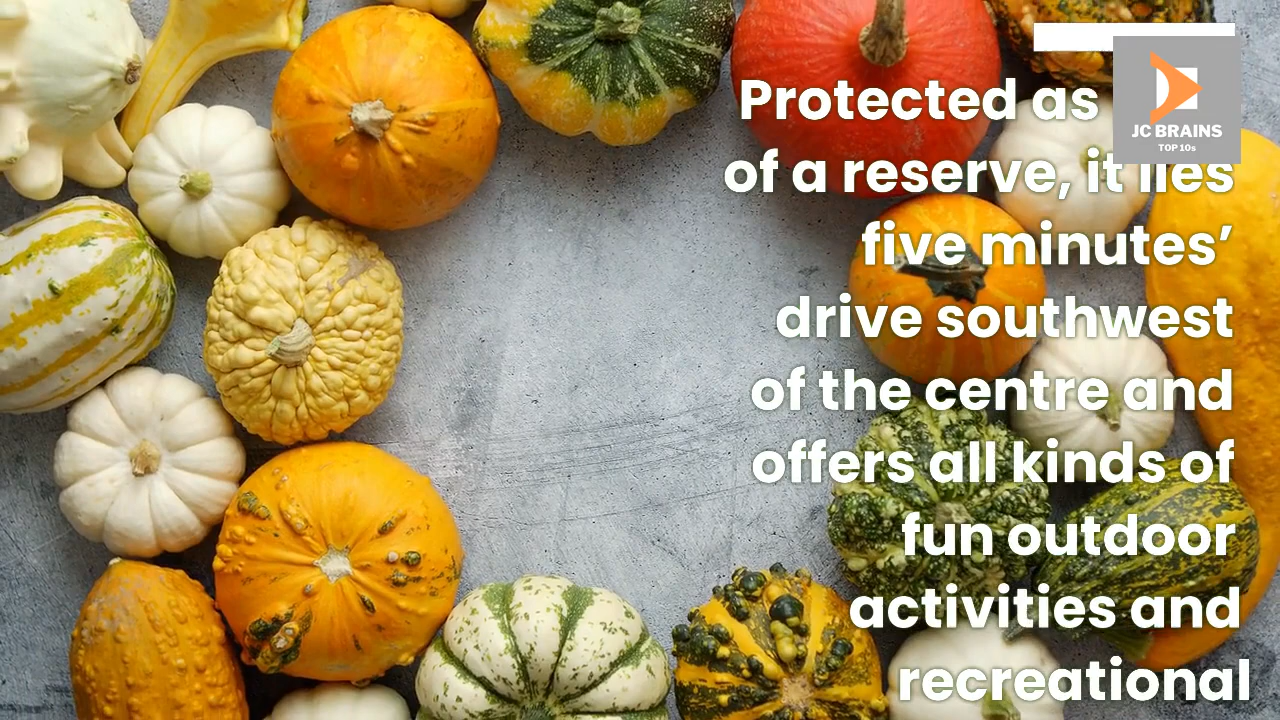 Protected as
of a reserve, it lies
five minutes’
drive southwest
of the centre and
offers all kinds of
fun outdoor
activities and
recreational
JC BRAINS
TOP 10s